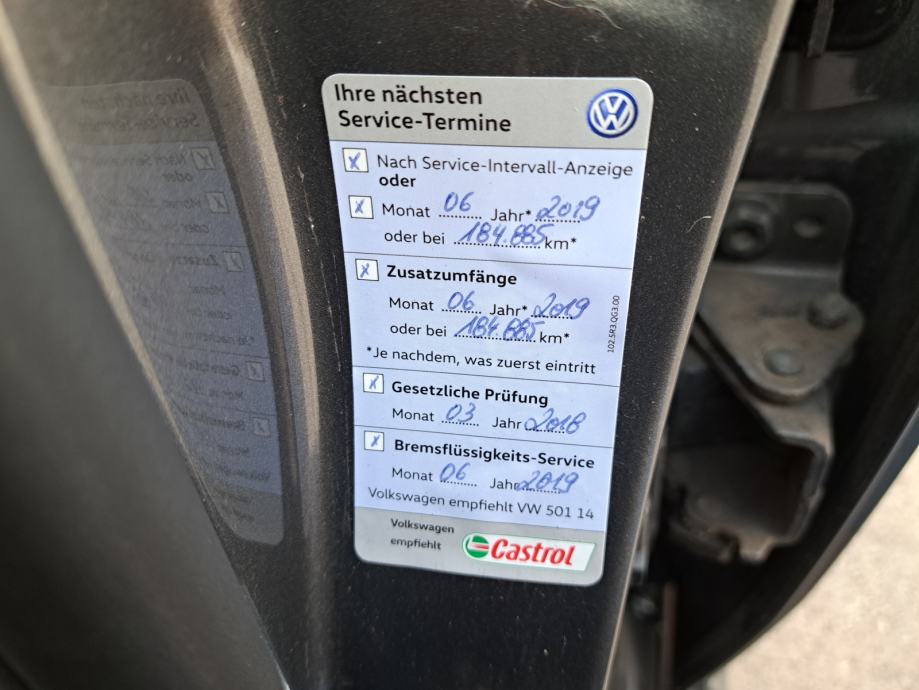 Ihre nächsten
Service-Termine
X Nach Service-Intervall-Anzeige
oder
X Monat 06 Jahr* 2019
oder bei 184.885 km*
X Zusatzumfänge
Monat 06 Jahr* 2019
oder bei 184.885 km*
*Je nachdem, was zuerst eintritt
102.5R3.QG3.00
X Gesetzliche Prüfung
Monat 03 Jahr 2018
X Bremsflüssigkeits-Service
Monat 06 Jahr 2019
Volkswagen empfiehlt VW 501 14
Volkswagen
empfiehlt
Castrol